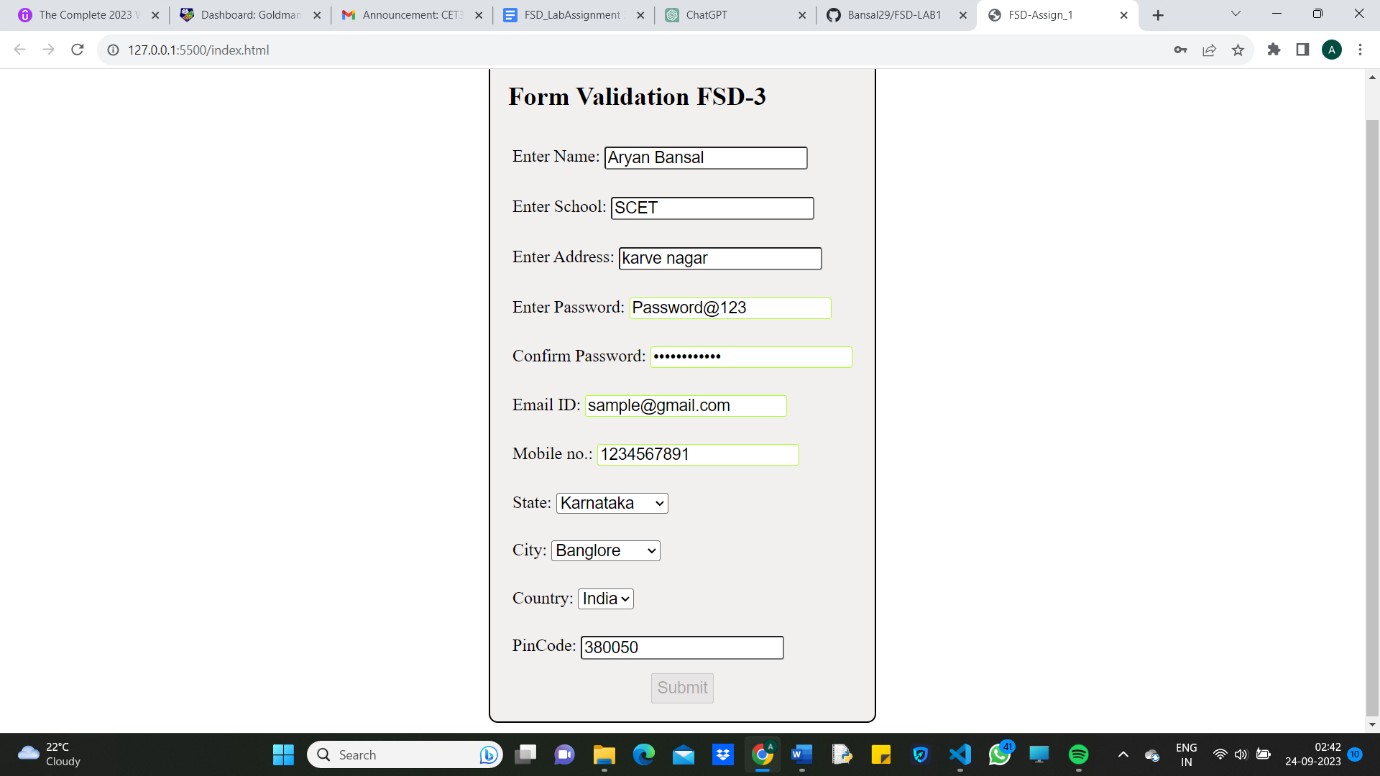 The Complete 2023 W
Dashboard: Goldman
Announcement: CET3
FSD_LabAssignment
ChatGPT
Bansal29/FSD-LAB1
FSD-Assign_1
127.0.0.1:5500/index.html
A
Form Validation FSD-3
Enter Name: Aryan Bansal
Enter School: SCET
Enter Address: karve nagar
Enter Password: Password@123
Confirm Password: ••••••••••••
Email ID: sample@gmail.com
Mobile no.: 1234567891
State: Karnataka
City: Banglore
Country: India
PinCode: 380050
Submit
22°C
Cloudy
Search
41
ENG
IN
02:42
24-09-2023
10